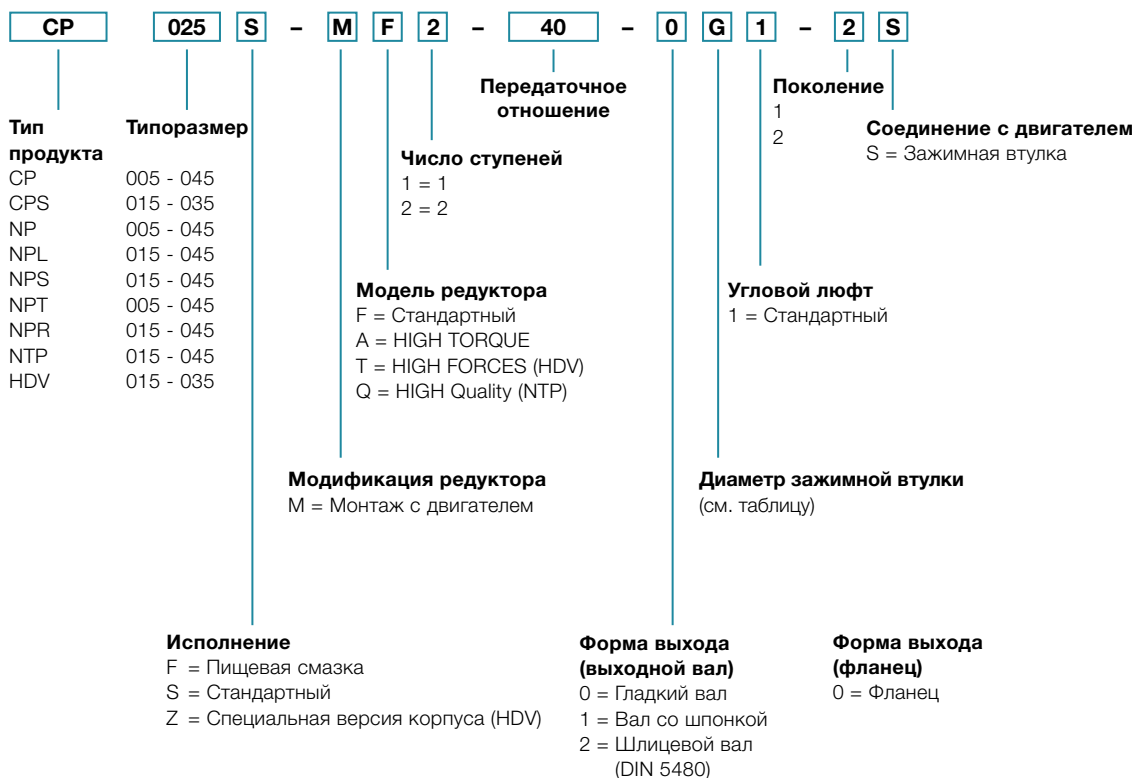 CP 025 S – M F 2 – 40 – 0 G 1 – 2 S
Передаточное
отношение
Поколение
1
2
Тип
продукта
Типоразмер
Соединение с двигателем
S = Зажимная втулка
CP 005 - 045
CPS 015 - 035
NP 005 - 045
NPL 015 - 045
NPS 015 - 045
NPT 005 - 045
NPR 015 - 045
NTP 015 - 045
HDV 015 - 035
Число ступеней
1 = 1
2 = 2
Модель редуктора
F = Стандартный
A = HIGH TORQUE
T = HIGH FORCES (HDV)
Q = HIGH Quality (NTP)
Угловой люфт
1 = Стандартный
Модификация редуктора
M = Монтаж с двигателем
Диаметр зажимной втулки
(см. таблицу)
Исполнение
F = Пищевая смазка
S = Стандартный
Z = Специальная версия корпуса (HDV)
Форма выхода
(выходной вал)
0 = Гладкий вал
1 = Вал со шпонкой
2 = Шлицевой вал
(DIN 5480)
Форма выхода
(фланец)
0 = Фланец